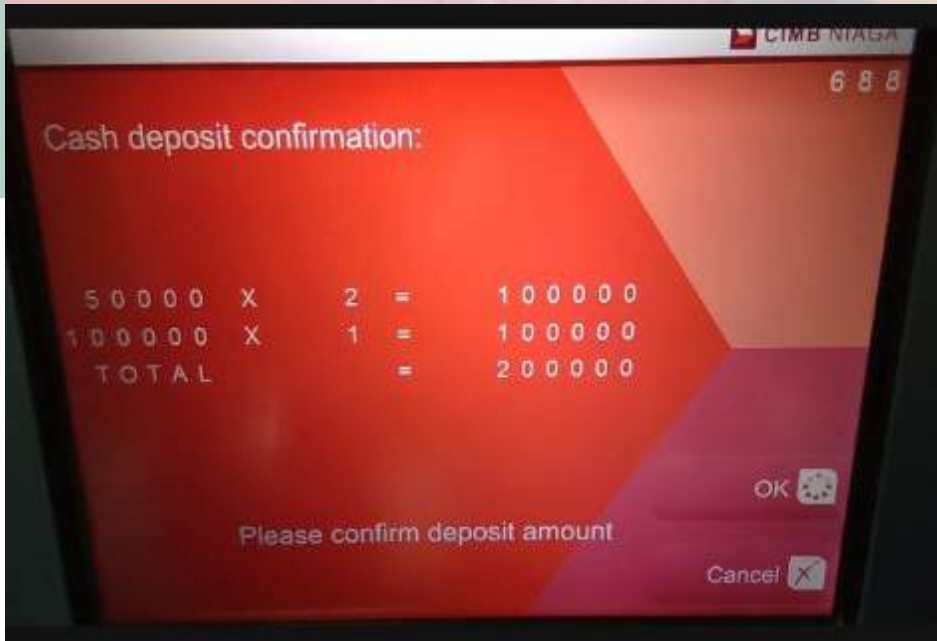 CIMB NIAGA
688
Cash deposit confirmation:
50000 X 2 = 100000
100000 X 1 = 100000
TOTAL = 200000
OK
Please confirm deposit amount
Cancel